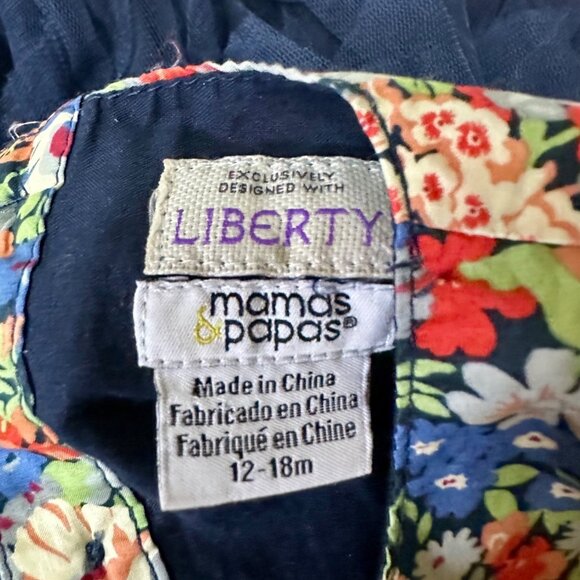 EXCLUSIVELY
DESIGNED WITH
LIBERTY
mamas
& papas®
Made in China
Fabricado en China
Fabriqué en Chine
12-18m